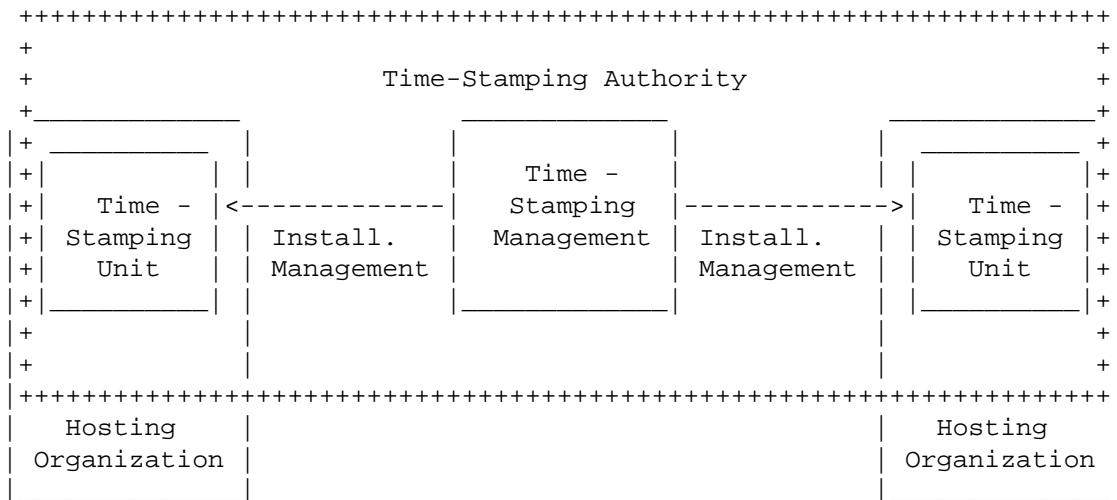 Time-Stamping Authority
Time -
Time - Stamping Time -
Stamping Install. Management Install. Stamping
Unit Management Management Unit
Hosting Hosting
Organization Organization